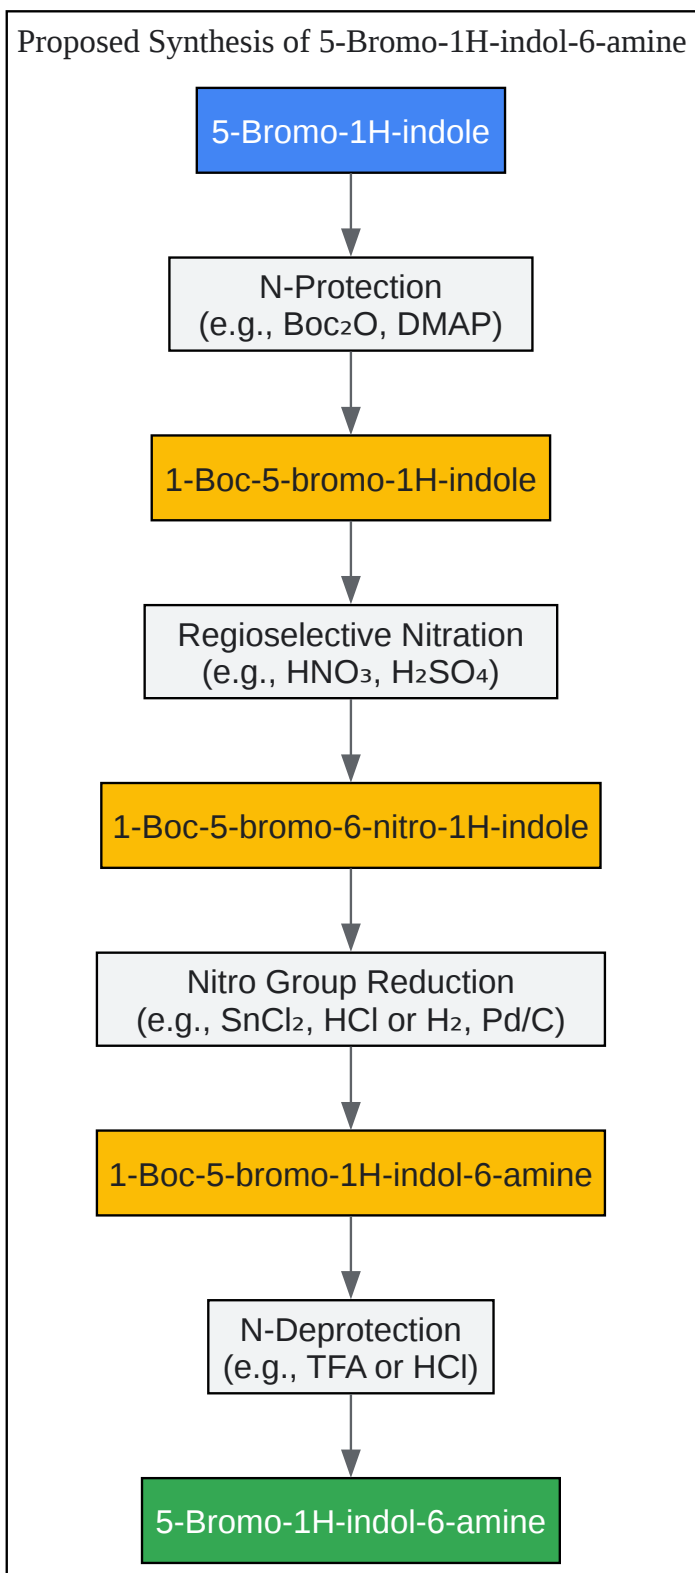 Proposed Synthesis of 5-Bromo-1H-indol-6-amine
5-Bromo-1H-indole
N-Protection
(e.g., Boc₂O, DMAP)
1-Boc-5-bromo-1H-indole
Regioselective Nitration
(e.g., HNO₃, H₂SO₄)
1-Boc-5-bromo-6-nitro-1H-indole
Nitro Group Reduction
(e.g., SnCl₂, HCl or H₂, Pd/C)
1-Boc-5-bromo-1H-indol-6-amine
N-Deprotection
(e.g., TFA or HCl)
5-Bromo-1H-indol-6-amine